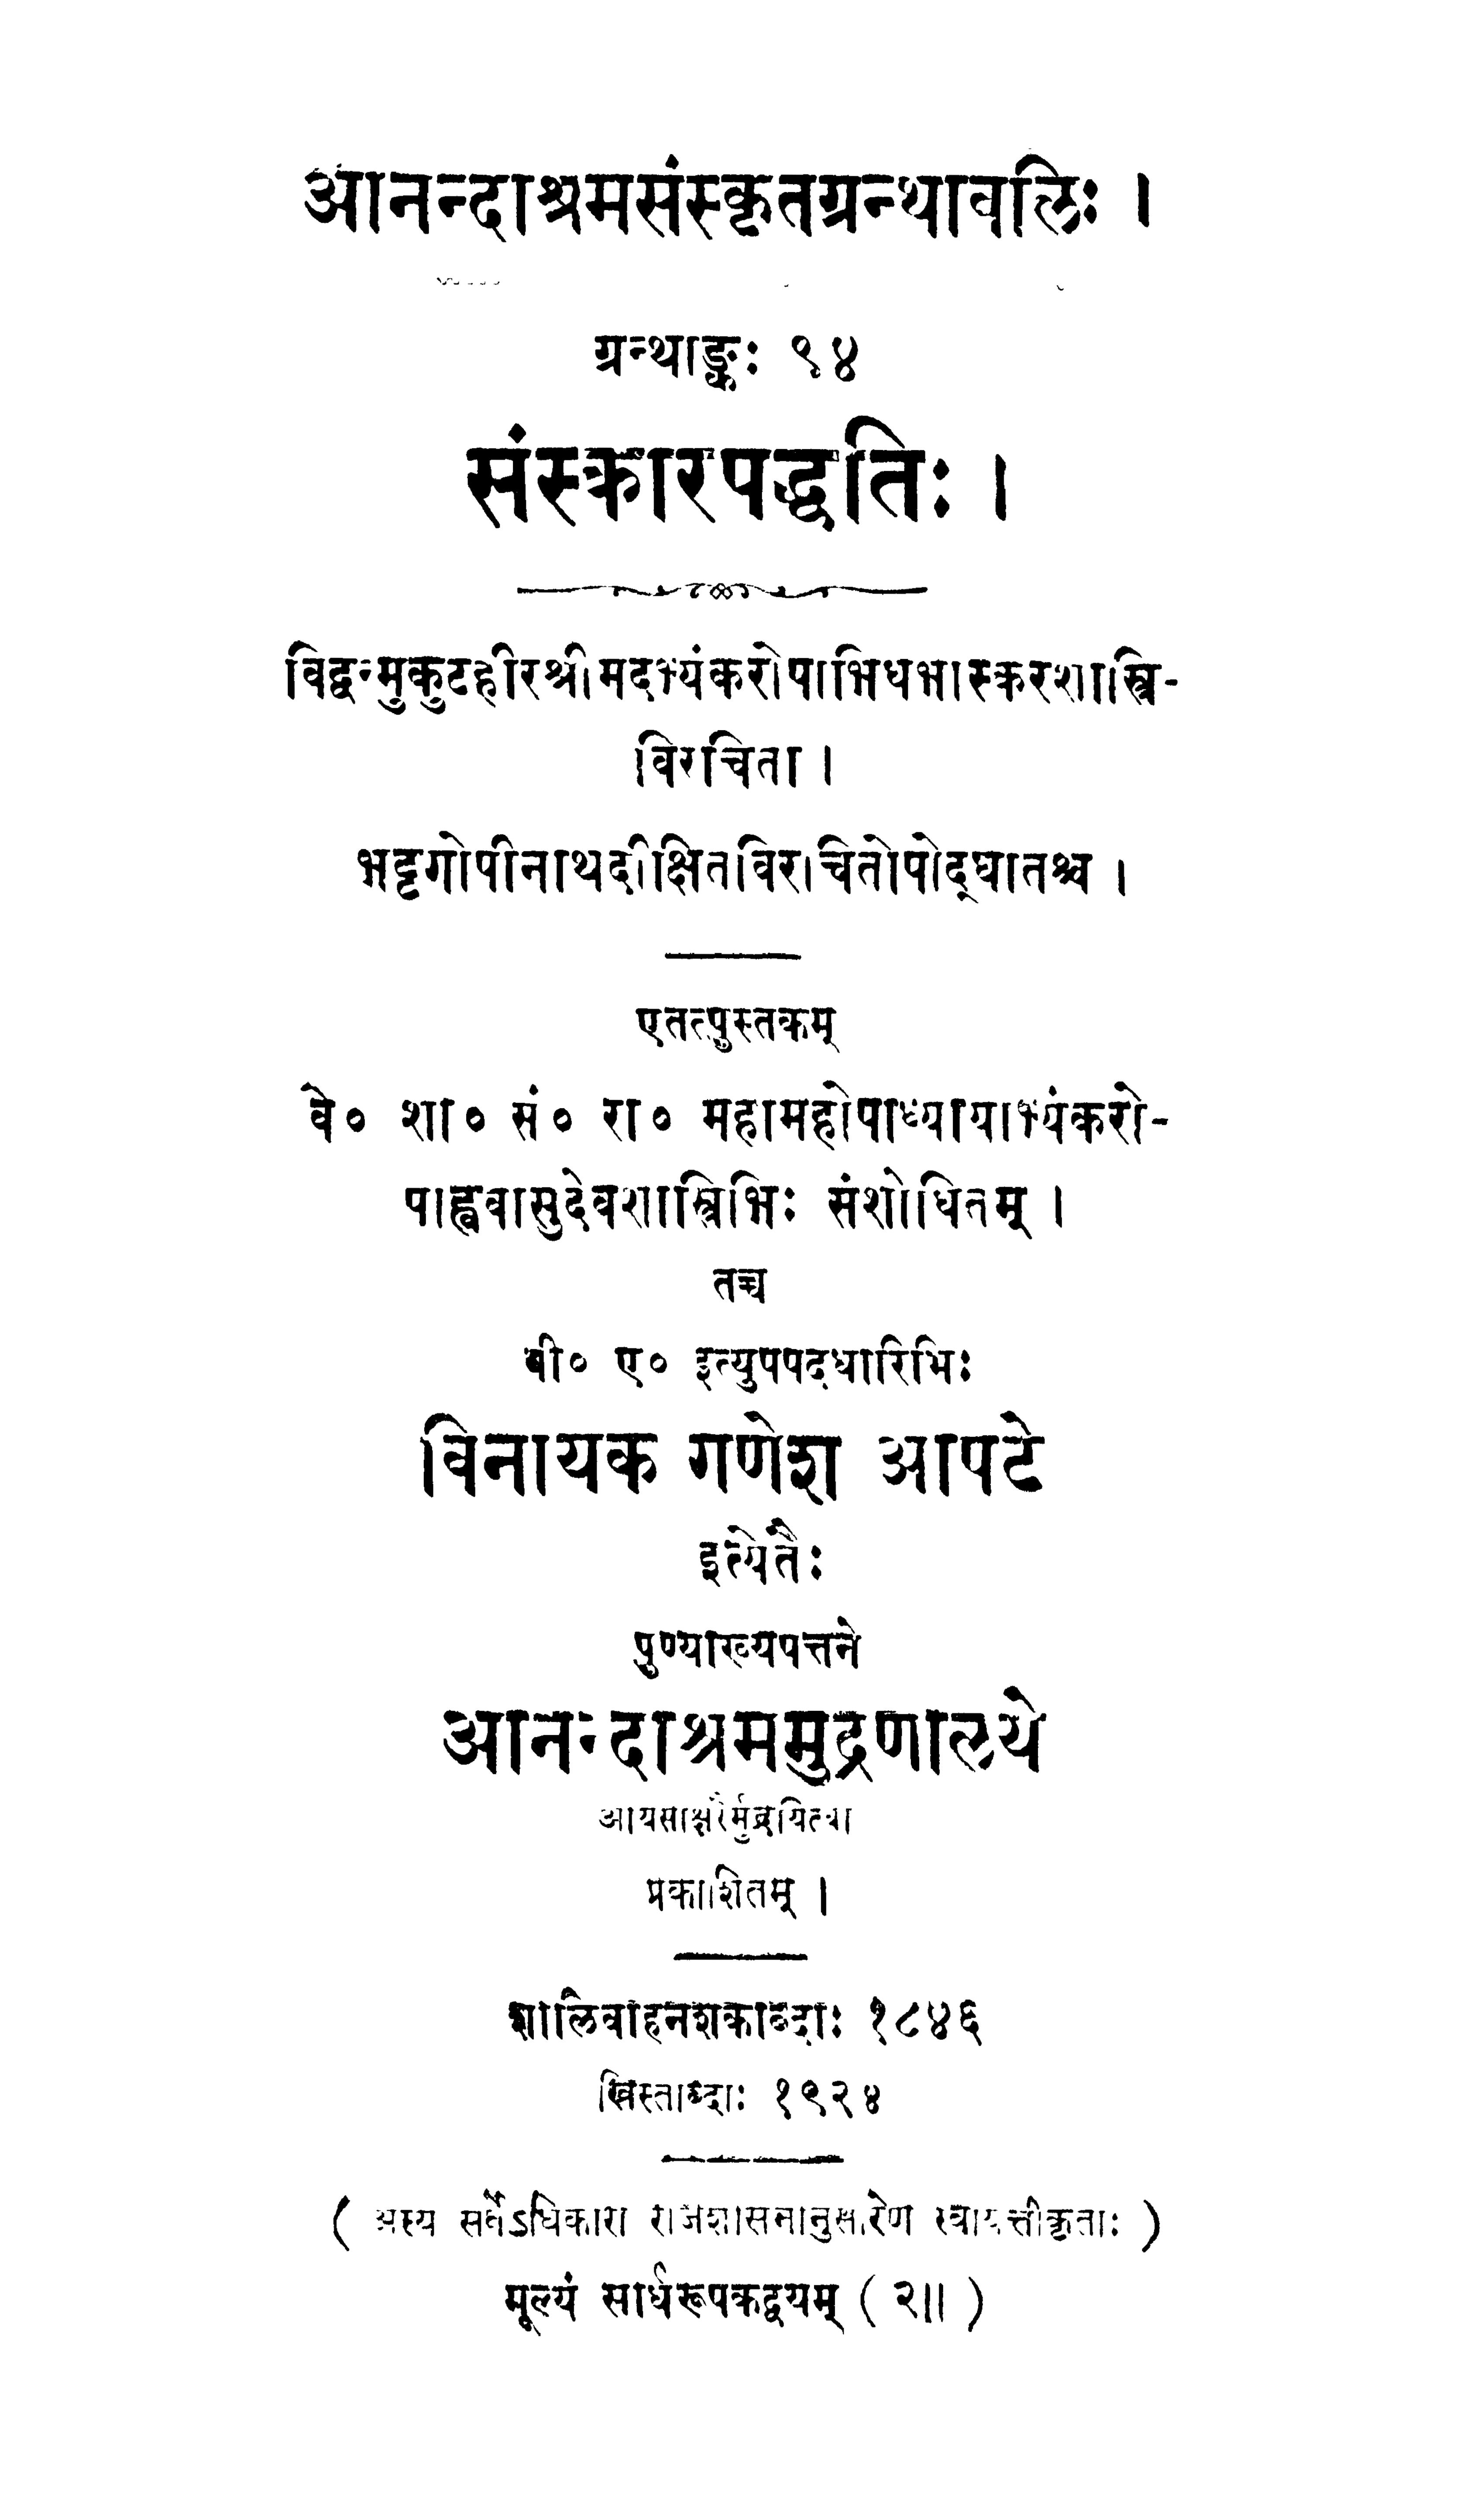 आनन्दाश्रमसंस्कृतग्रन्थावलिः ।
ग्रन्थाङ्कः ९४
संस्कारपद्धतिः ।
विद्वन्मुकुटहीरश्रीमदभ्यंकरोपाभिधभास्करशास्त्रि-
विरचिता ।
भट्टगोपीनाथदीक्षितविरचितोपोद्घातश्च ।
एतत्पुस्तकम्
वे० शा० सं० रा० महामहोपाध्यायाभ्यंकरो-
पाह्ववासुदेवशास्त्रिभिः संशोधितम् ।
तच्च
बी० ए० इत्युपपदधारिभिः
विनायक गणेश आपटे
इत्येतैः
पुण्याख्यपत्तने
आनन्दाश्रममुद्रणालये
आयसाक्षरैर्मुद्रयित्वा
प्रकाशितम् ।
शालिवाहनशकाब्दाः १८४६
ख्रिस्ताब्दाः १९२४
( अस्य सर्वेऽधिकारा राजशासनानुसारेण स्वायत्तीकृताः )
मूल्यं सार्धरूपकद्वयम् ( २॥ )